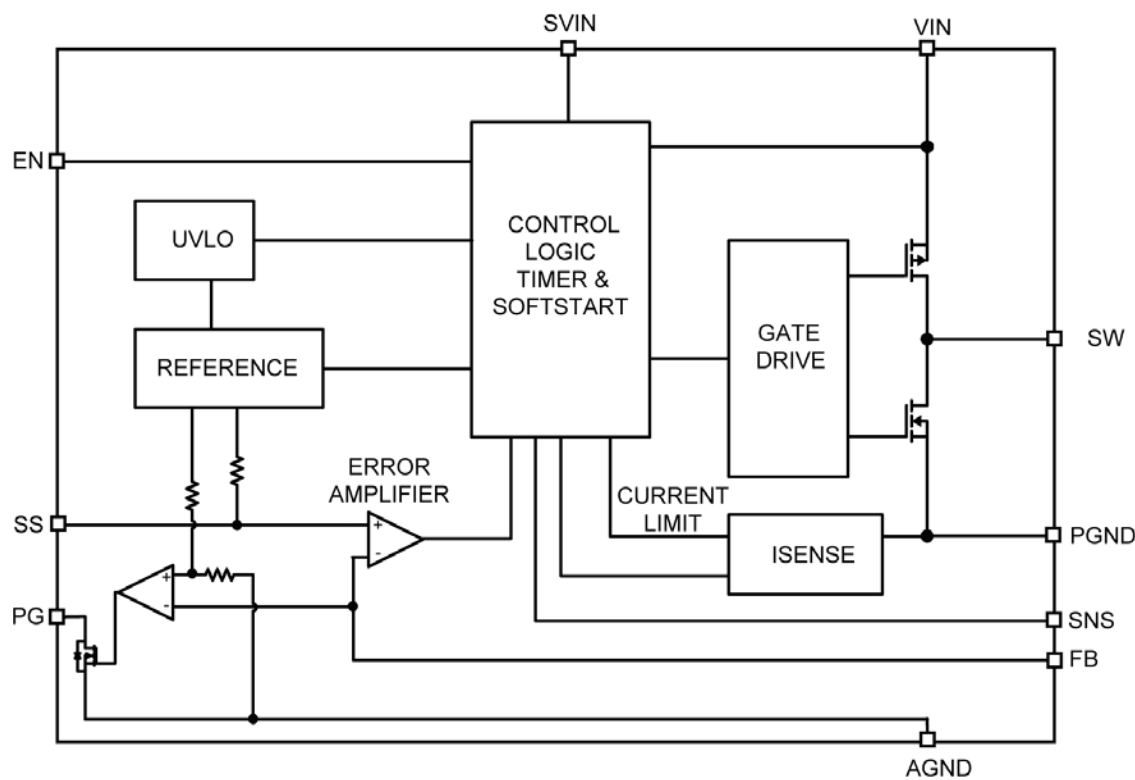 SVIN
VIN
EN
UVLO
CONTROL
LOGIC
TIMER &
SOFTSTART
REFERENCE
GATE
DRIVE
SW
ERROR
AMPLIFIER
CURRENT
LIMIT
SS
+
-
ISENSE
PGND
+
-
PG
SNS
FB
AGND